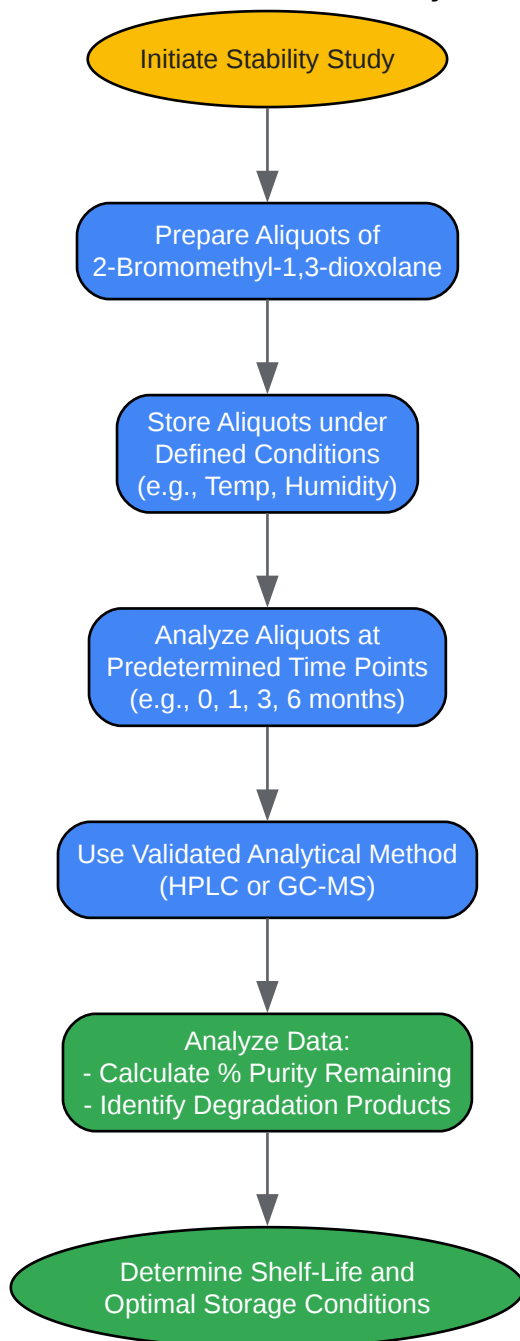 Initiate Stability Study
Prepare Aliquots of
2-Bromomethyl-1,3-dioxolane
Store Aliquots under
Defined Conditions
(e.g., Temp, Humidity)
Analyze Aliquots at
Predetermined Time Points
(e.g., 0, 1, 3, 6 months)
Use Validated Analytical Method
(HPLC or GC-MS)
Analyze Data:
- Calculate % Purity Remaining
- Identify Degradation Products
Determine Shelf-Life and
Optimal Storage Conditions